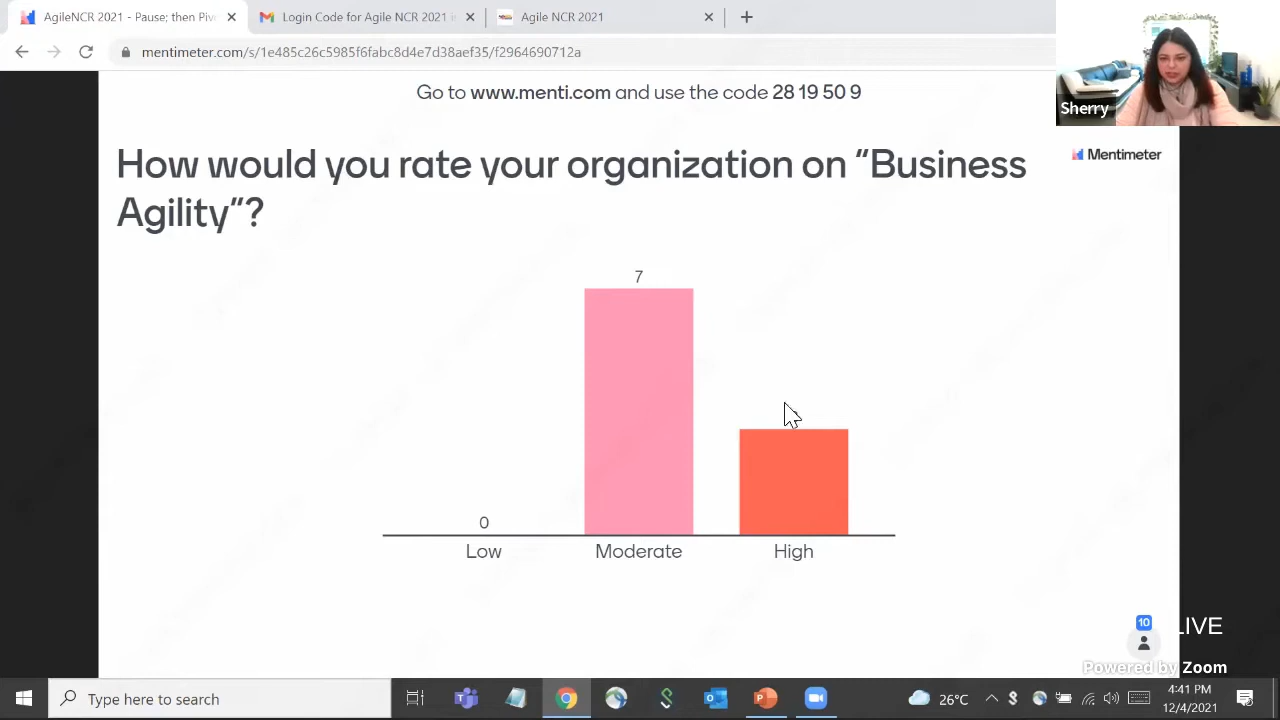 AgileNCR 2021 - Pause; then Piv
Login Code for Agile NCR 2021 i
Agile NCR 2021
mentimeter.com/s/1e485c26c5985f6fabc8d4e7d38aef35/f2964690712a
Go to www.menti.com and use the code 28 19 50 9
Sherry
Mentimeter
How would you rate your organization on “Business
Agility”?
7
0
Low Moderate High
10
LIVE
Powered by Zoom
Type here to search
26°C
4:41 PM
12/4/2021